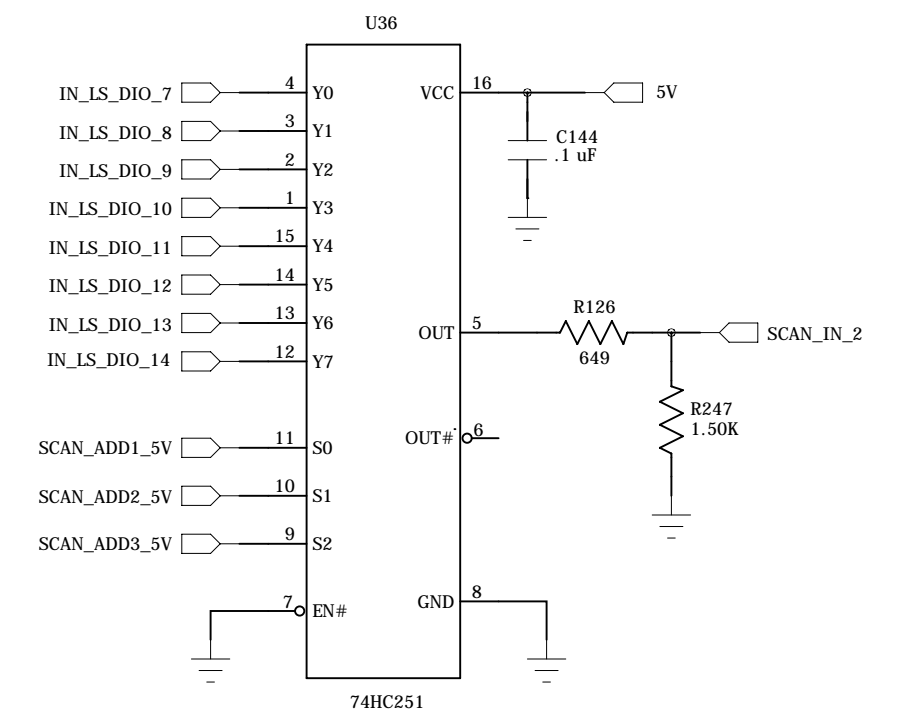 U36
IN_LS_DIO_7 4 Y0 VCC 16 5V
IN_LS_DIO_8 3 Y1
C144
.1 uF
IN_LS_DIO_9 2 Y2
IN_LS_DIO_10 1 Y3
IN_LS_DIO_11 15 Y4
IN_LS_DIO_12 14 Y5
R126
IN_LS_DIO_13 13 Y6
OUT 5 SCAN_IN_2
IN_LS_DIO_14 12 Y7
649
R247
1.50K
SCAN_ADD1_5V 11 S0
OUT# 6
SCAN_ADD2_5V 10 S1
SCAN_ADD3_5V 9 S2
7 EN# GND 8
74HC251